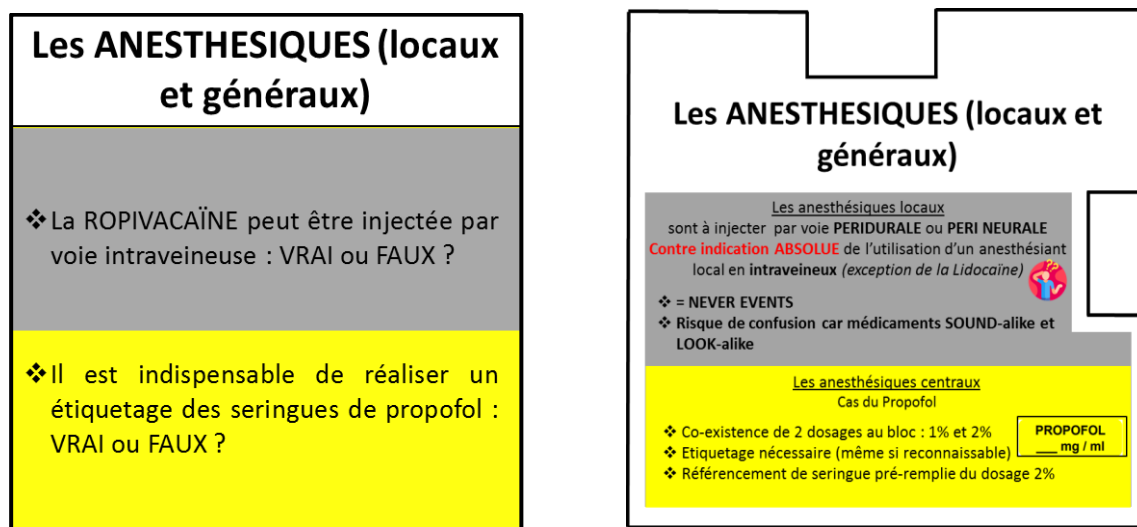 Les ANESTHESIQUES (locaux
et généraux)
❖ La ROPIVACAÏNE peut être injectée par
voie intraveineuse : VRAI ou FAUX ?
❖ Il est indispensable de réaliser un
étiquetage des seringues de propofol :
VRAI ou FAUX ?
Les ANESTHESIQUES (locaux et
généraux)
Les anesthésiques locaux
sont à injecter par voie PERIDURALE ou PERI NEURALE
Contre indication ABSOLUE de l'utilisation d'un anesthésiant
local en intraveineux (exception de la Lidocaïne)
❖ = NEVER EVENTS
❖ Risque de confusion car médicaments SOUND-alike et
LOOK-alike
Les anesthésiques centraux
Cas du Propofol
❖ Co-existence de 2 dosages au bloc : 1% et 2%
❖ Etiquetage nécessaire (même si reconnaissable)
❖ Référencement de seringue pré-remplie du dosage 2%
PROPOFOL
___ mg / ml